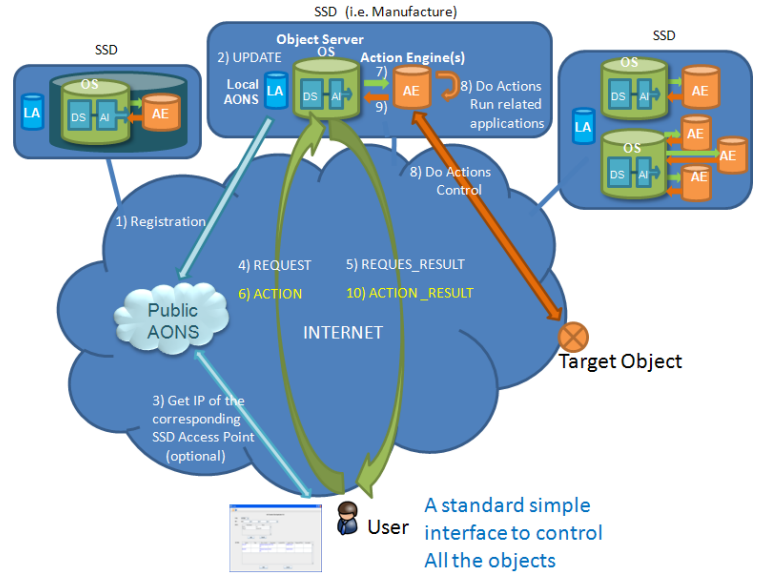 SSD (i.e. Manufacture)
SSD
OS
LA
DS
AI
AE
Object Server
OS
2) UPDATE
Action Engine(s)
Local
AONS
LA
DS
AI
7)
9)
AE
8) Do Actions
Run related
applications
SSD
LA
OS
DS
AI
AE
OS
DS
AI
AE
AE
AE
1) Registration
8) Do Actions
Control
4) REQUEST
5) REQUES_RESULT
6) ACTION
10) ACTION _RESULT
Public
AONS
INTERNET
Target Object
3) Get IP of the
corresponding
SSD Access Point
(optional)
User
A standard simple
interface to control
All the objects